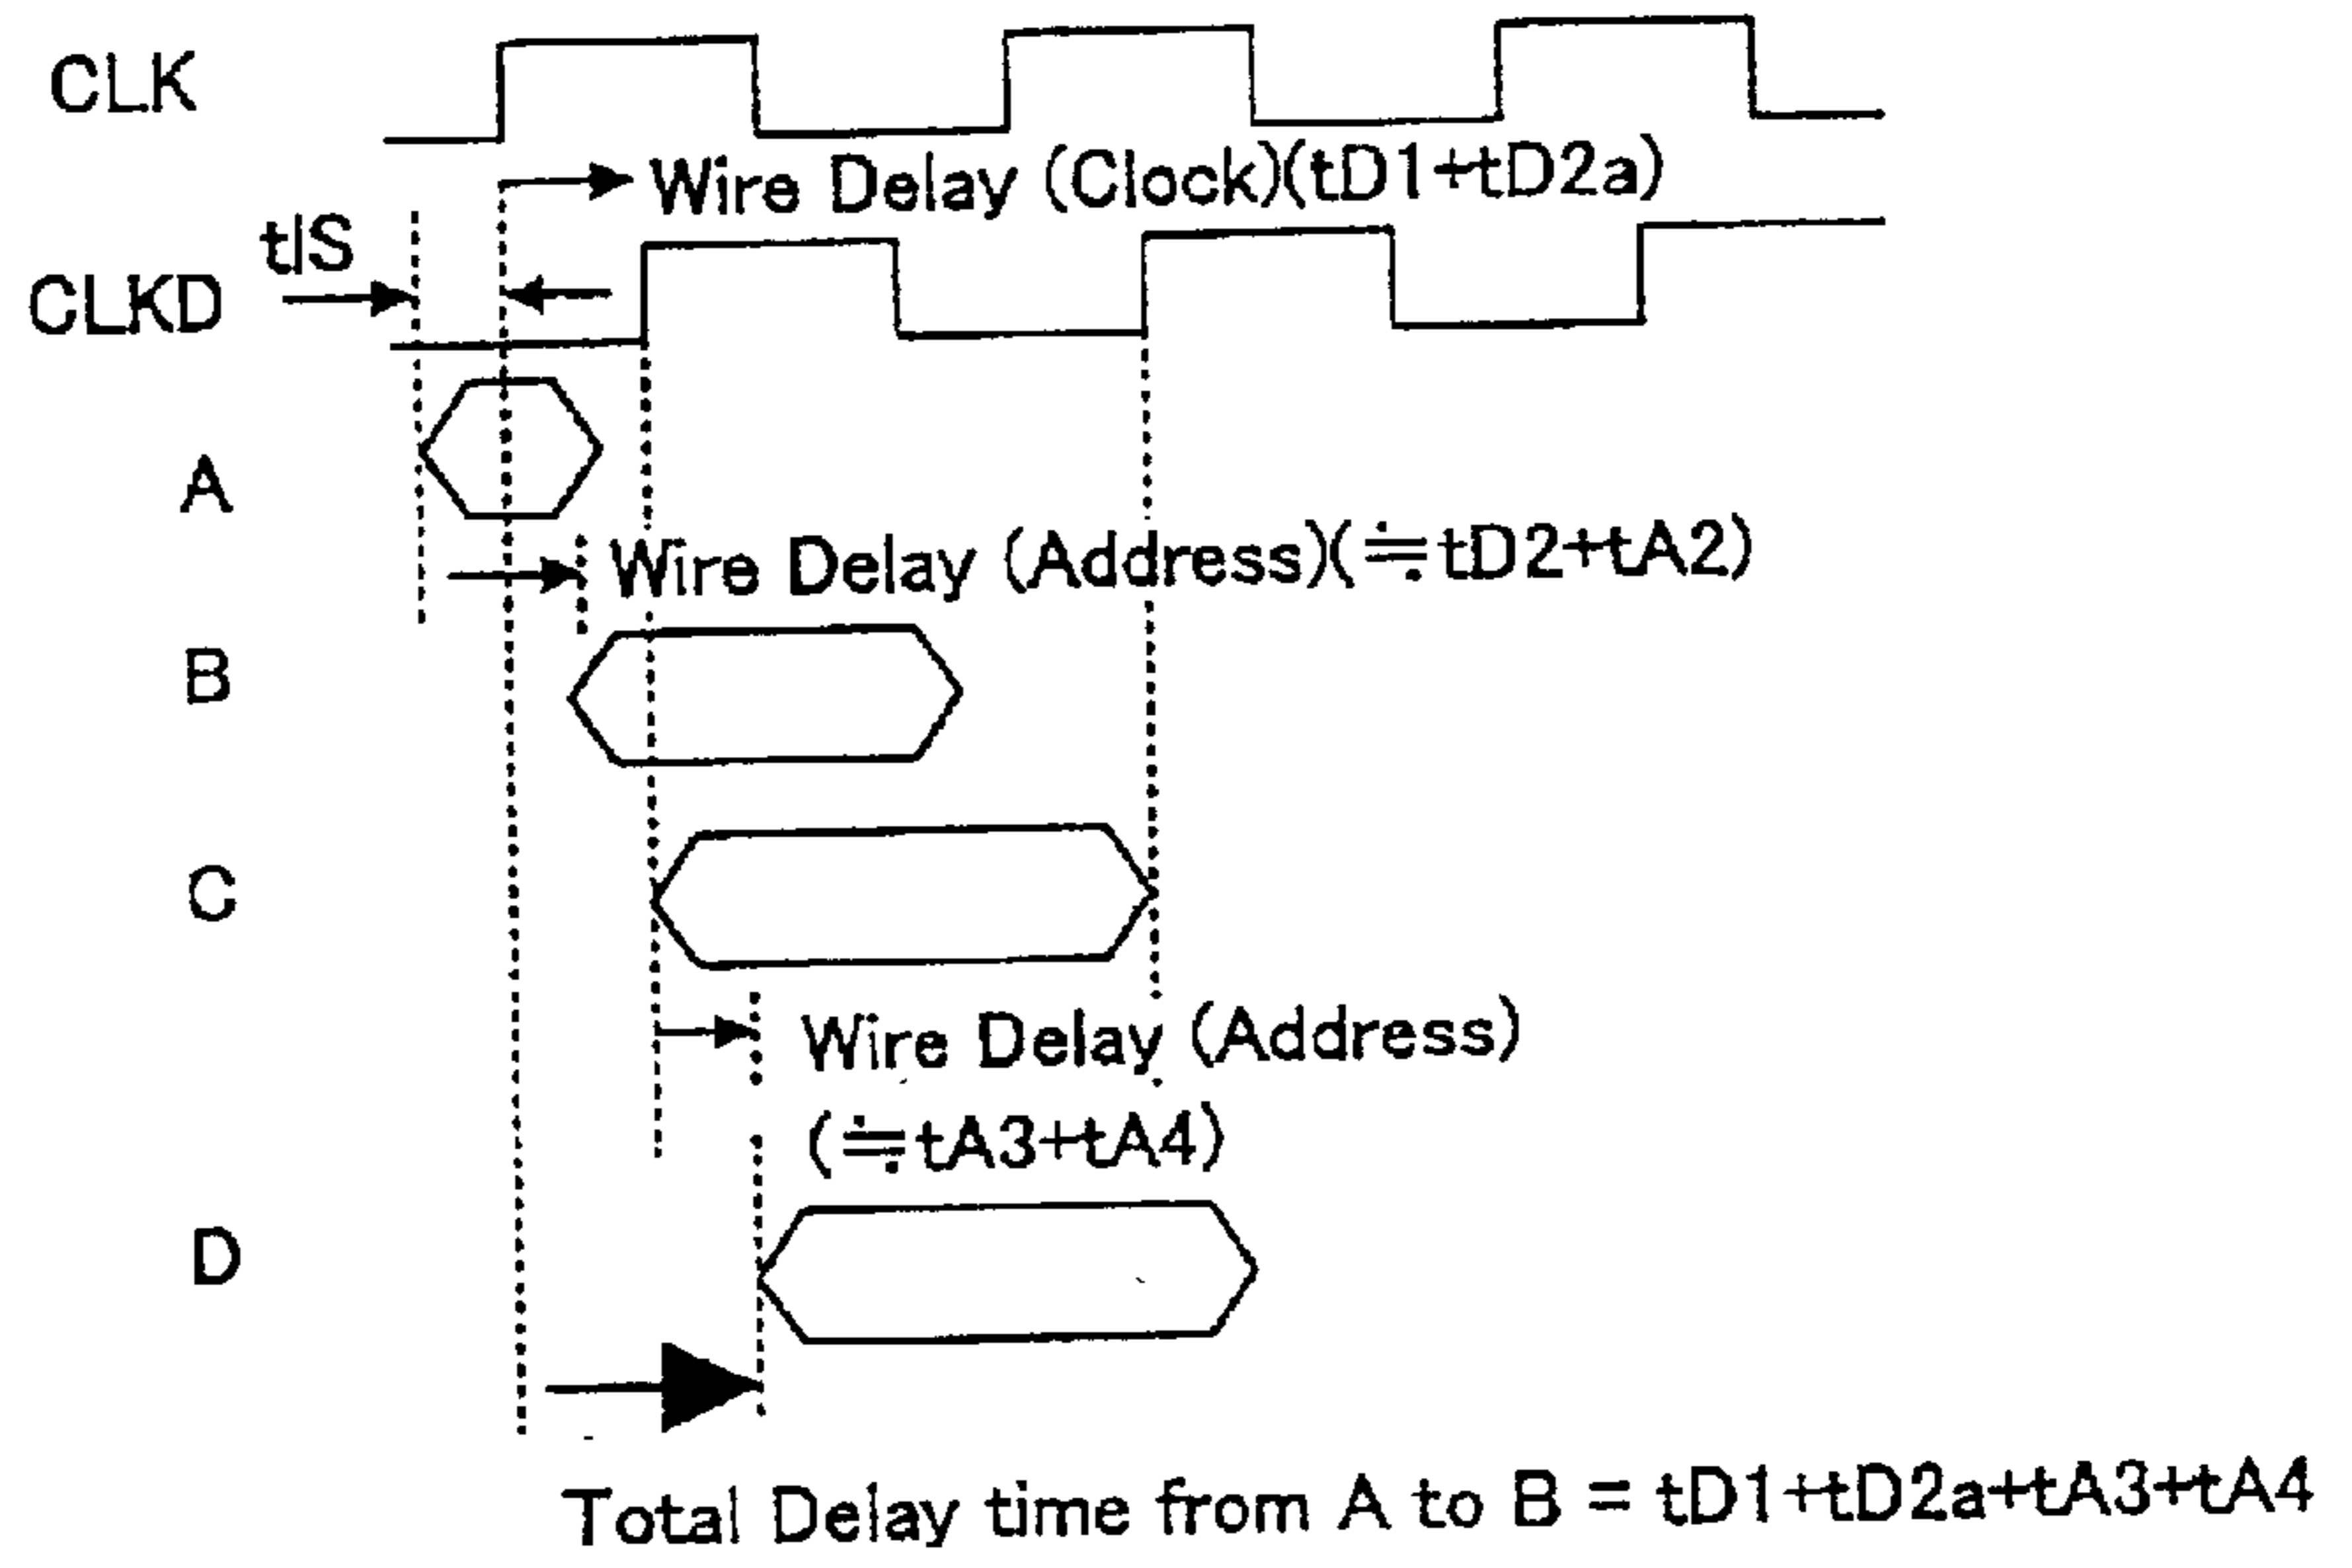 CLK
Wire Delay (Clock)(tD1+tD2a)
tIS
CLKD
A
Wire Delay (Address)(≒tD2+tA2)
B
C
Wire Delay (Address)
(≒tA3+tA4)
D
Total Delay time from A to B = tD1+tD2a+tA3+tA4